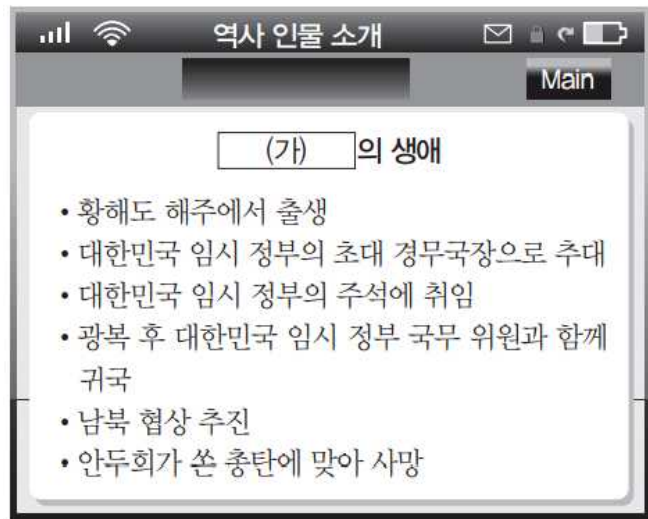 역사 인물 소개
Main
(가)의 생애
• 황해도 해주에서 출생
• 대한민국 임시 정부의 초대 경무국장으로 추대
• 대한민국 임시 정부의 주석에 취임
• 광복 후 대한민국 임시 정부 국무 위원과 함께
귀국
• 남북 협상 추진
• 안두희가 쏜 총탄에 맞아 사망